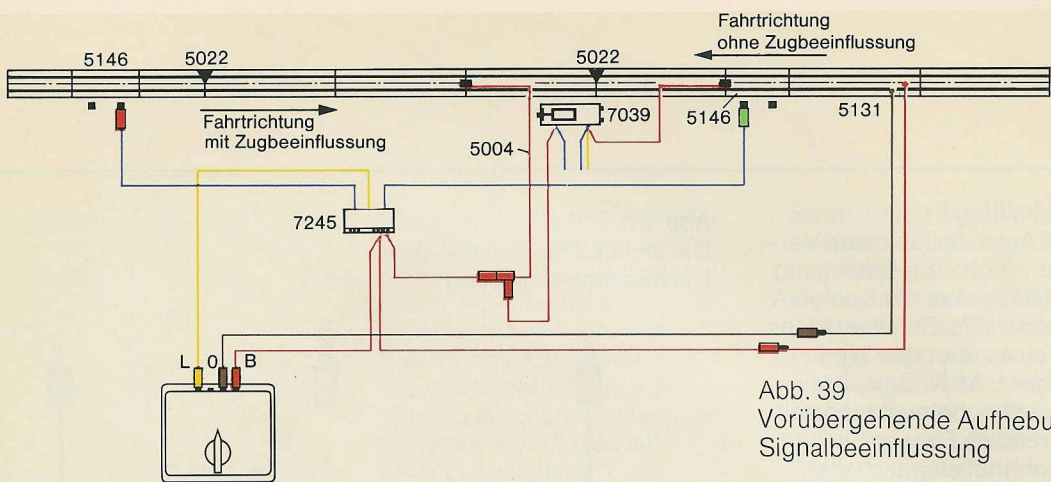 Fahrtrichtung
ohne Zugbeeinflussung
5146
5022
5022
Fahrtrichtung
mit Zugbeeinflussung
7039
5146
5131
5004
7245
L
0
B
Abb. 39
Vorübergehende Aufhebu
Signalbeeinflussung